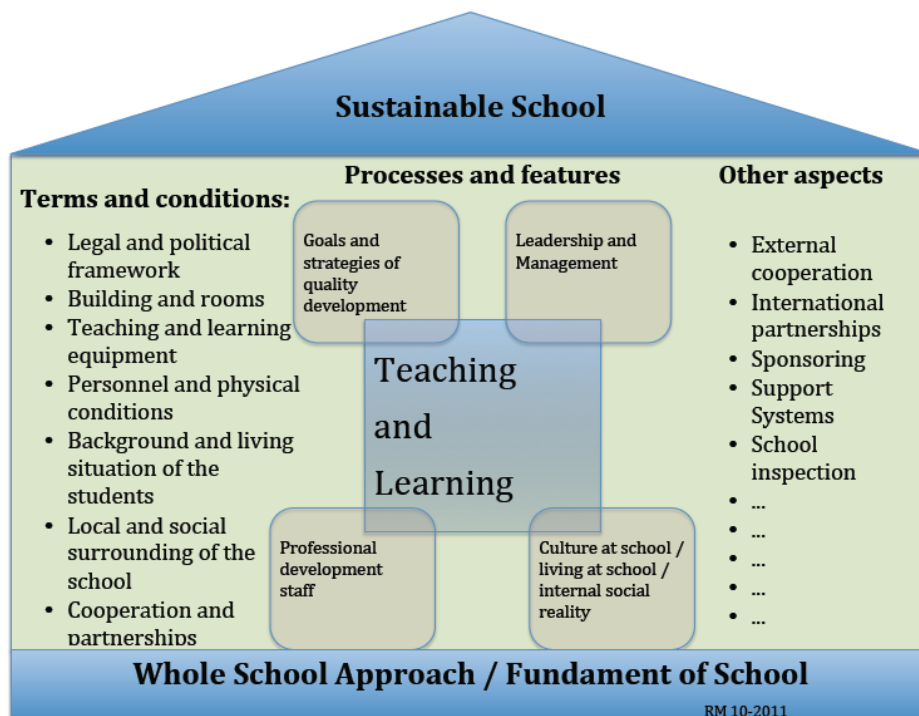 Sustainable School
Terms and conditions:
• Legal and political
framework
• Building and rooms
• Teaching and learning
equipment
• Personnel and physical
conditions
• Background and living
situation of the
students
• Local and social
surrounding of the
school
• Cooperation and
partnerships
Processes and features
Goals and
strategies of
quality
development
Leadership and
Management
Teaching
and
Learning
Professional
development
staff
Culture at school /
living at school /
internal social
reality
Other aspects
• External
cooperation
• International
partnerships
• Sponsoring
• Support
Systems
• School
inspection
• ...
• ...
• ...
• ...
• ...
Whole School Approach / Fundament of School
RM 10-2011